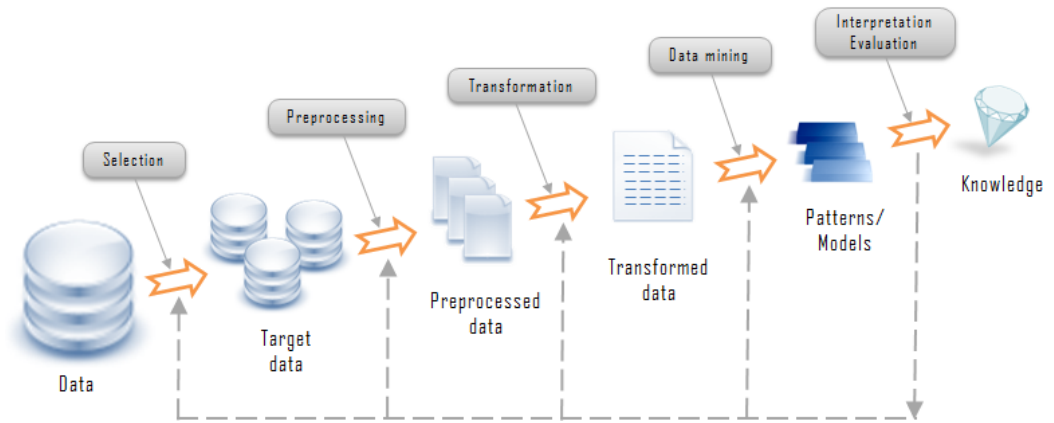 Interpretation
Evaluation
Data mining
Transformation
Preprocessing
Selection
Knowledge
Patterns/
Models
Transformed
data
Preprocessed
data
Target
data
Data